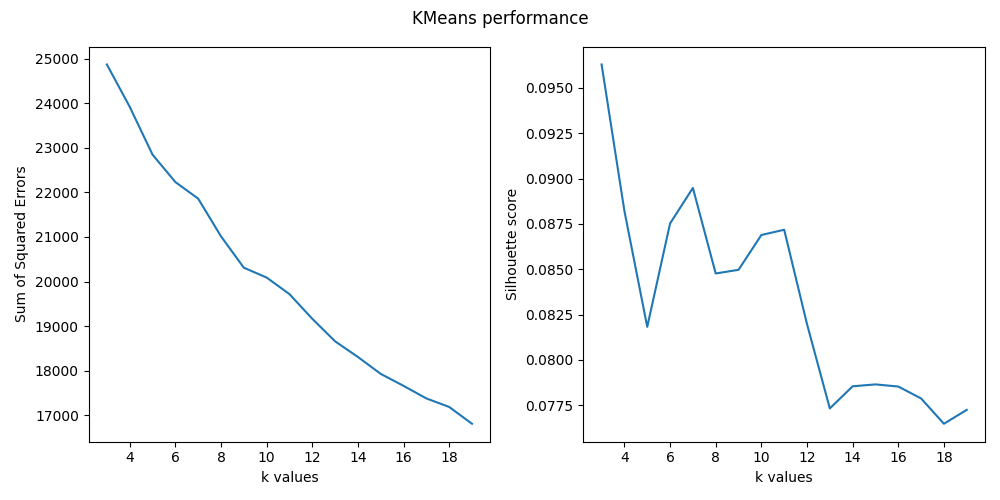 KMeans performance
Sum of Squared Errors
25000
24000
23000
22000
21000
20000
19000
18000
17000
4 6 8 10 12 14 16 18
k values
Silhouette score
0.0950
0.0925
0.0900
0.0875
0.0850
0.0825
0.0800
0.0775
4 6 8 10 12 14 16 18
k values